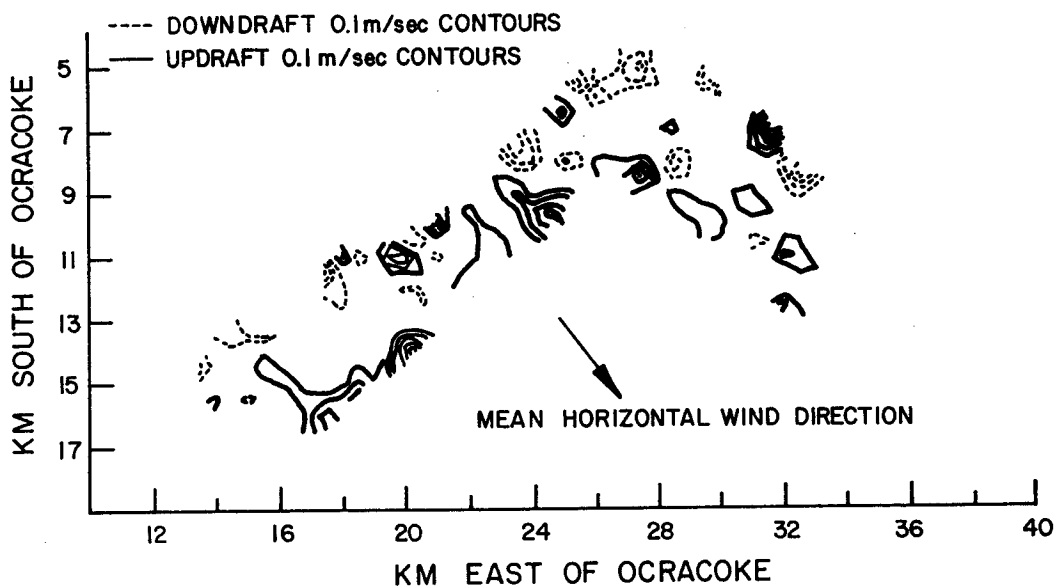 DOWNDRAFT 0.1m/sec CONTOURS
UPDRAFT 0.1m/sec CONTOURS
KM SOUTH OF OCRACOKE
5
7
9
11
13
15
17
MEAN HORIZONTAL WIND DIRECTION
12 16 20 24 28 32 36 40
KM EAST OF OCRACOKE